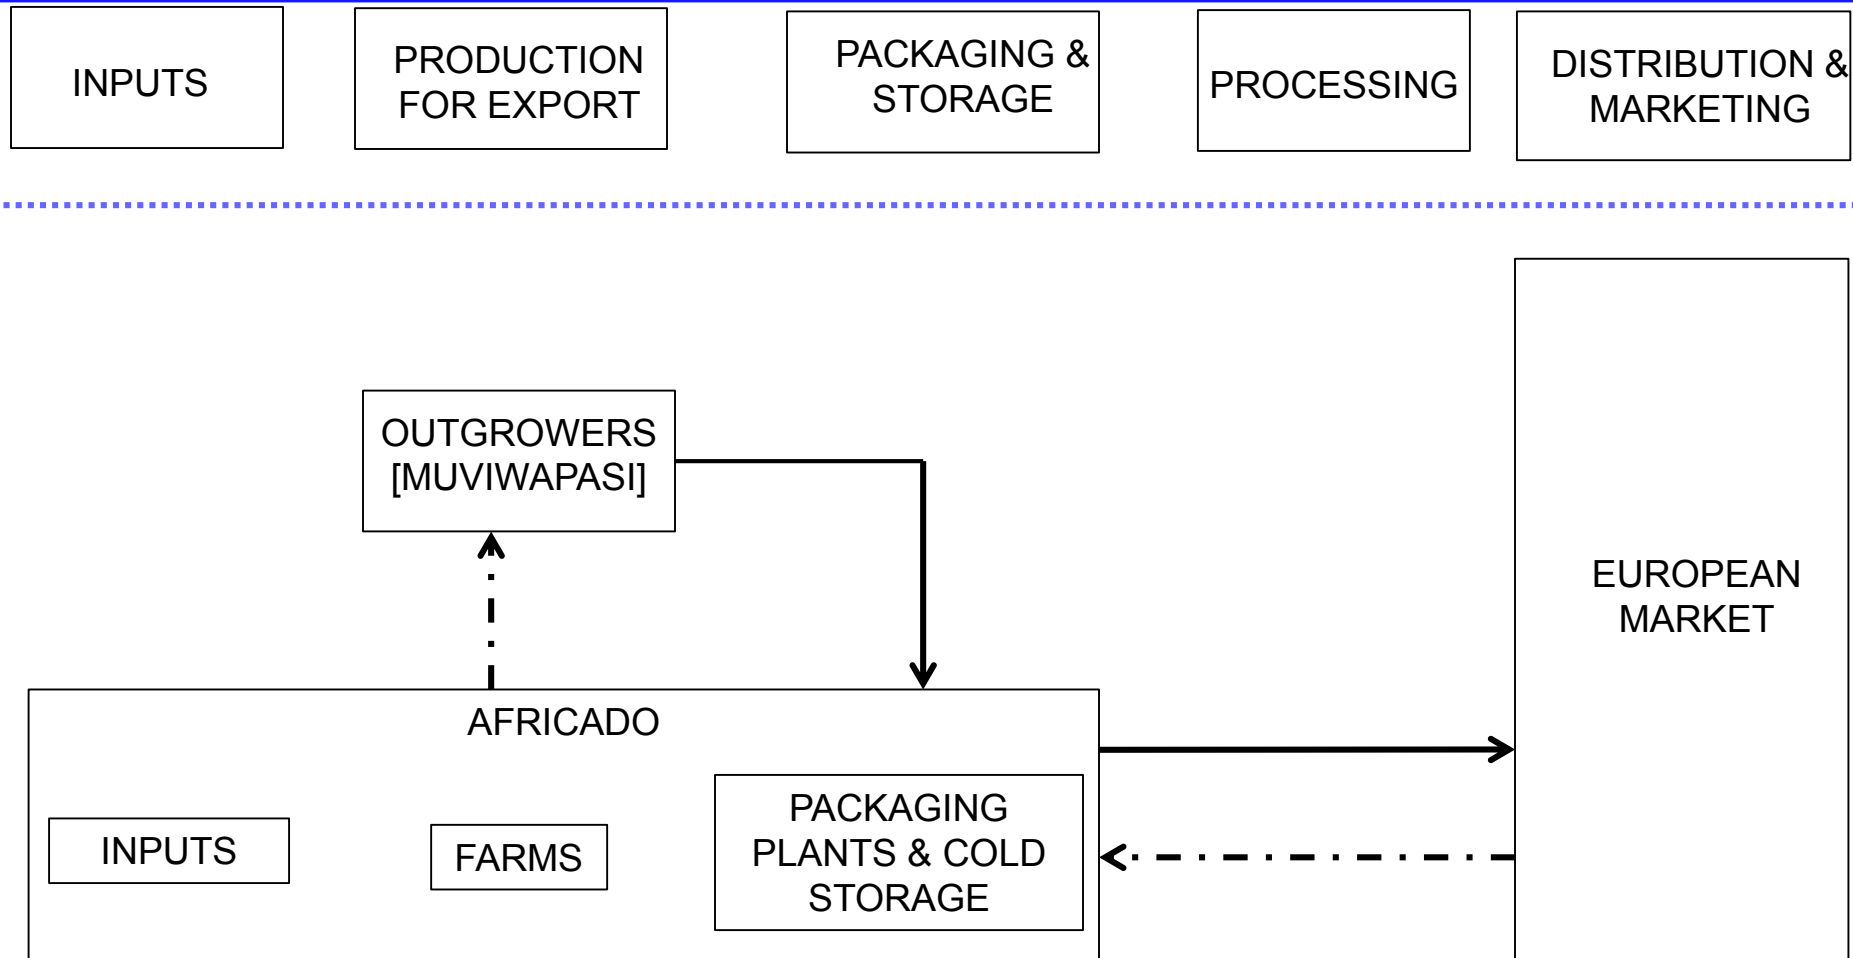 INPUTS
PRODUCTION
FOR EXPORT
PACKAGING &
STORAGE
PROCESSING
DISTRIBUTION &
MARKETING
OUTGROWERS
[MUVIWAPASI]
EUROPEAN
MARKET
AFRICADO
INPUTS
FARMS
PACKAGING
PLANTS & COLD
STORAGE